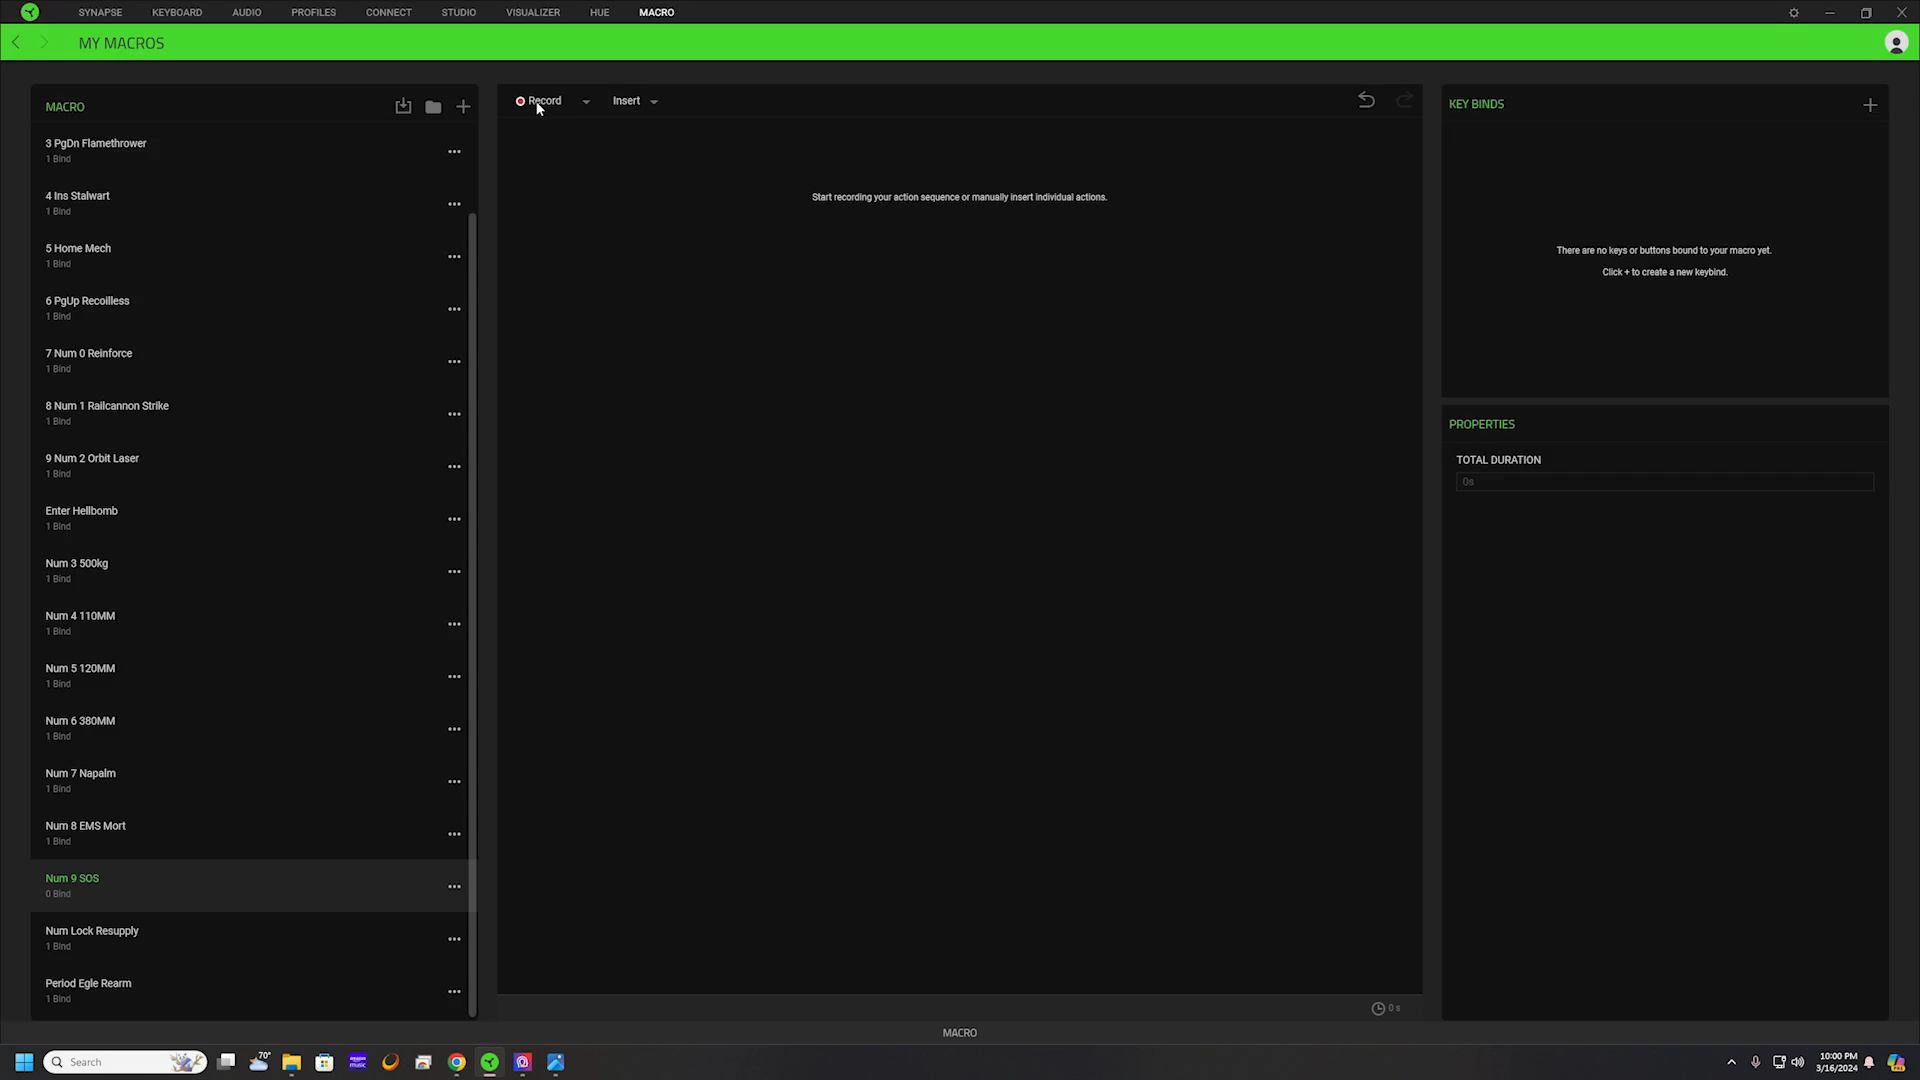 SYNAPSE KEYBOARD AUDIO PROFILES CONNECT STUDIO VISUALIZER HUE MACRO
MY MACROS
MACRO
3 PgDn Flamethrower
1 Bind
4 Ins Stalwart
1 Bind
5 Home Mech
1 Bind
6 PgUp Recoilless
1 Bind
7 Num 0 Reinforce
1 Bind
8 Num 1 Railcannon Strike
1 Bind
9 Num 2 Orbit Laser
1 Bind
Enter Hellbomb
1 Bind
Num 3 500kg
1 Bind
Num 4 110MM
1 Bind
Num 5 120MM
1 Bind
Num 6 380MM
1 Bind
Num 7 Napalm
1 Bind
Num 8 EMS Mort
1 Bind
Num 9 SOS
0 Bind
Num Lock Resupply
1 Bind
Period Egle Rearm
1 Bind
Record Insert
Start recording your action sequence or manually insert individual actions.
0 s
KEY BINDS
There are no keys or buttons bound to your macro yet.
Click + to create a new keybind.
PROPERTIES
TOTAL DURATION
0s
MACRO
Search
70°
amazon music
10:00 PM
3/16/2024
PRE